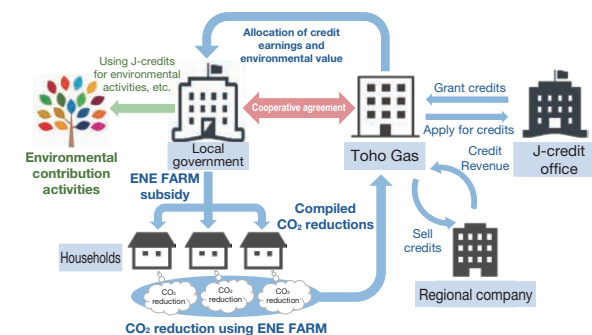 Allocation of credit
earnings and
environmental value
Using J-credits
for environmental
activities, etc.
Cooperative agreement
Grant credits
Apply for credits
Local
government
Toho Gas
J-credit
office
Environmental
contribution
activities
Credit
Revenue
ENE FARM
subsidy
Compiled
CO₂ reductions
Sell
credits
Households
CO₂
reduction
CO₂
reduction
CO₂
reduction
Regional company
CO₂ reduction using ENE FARM